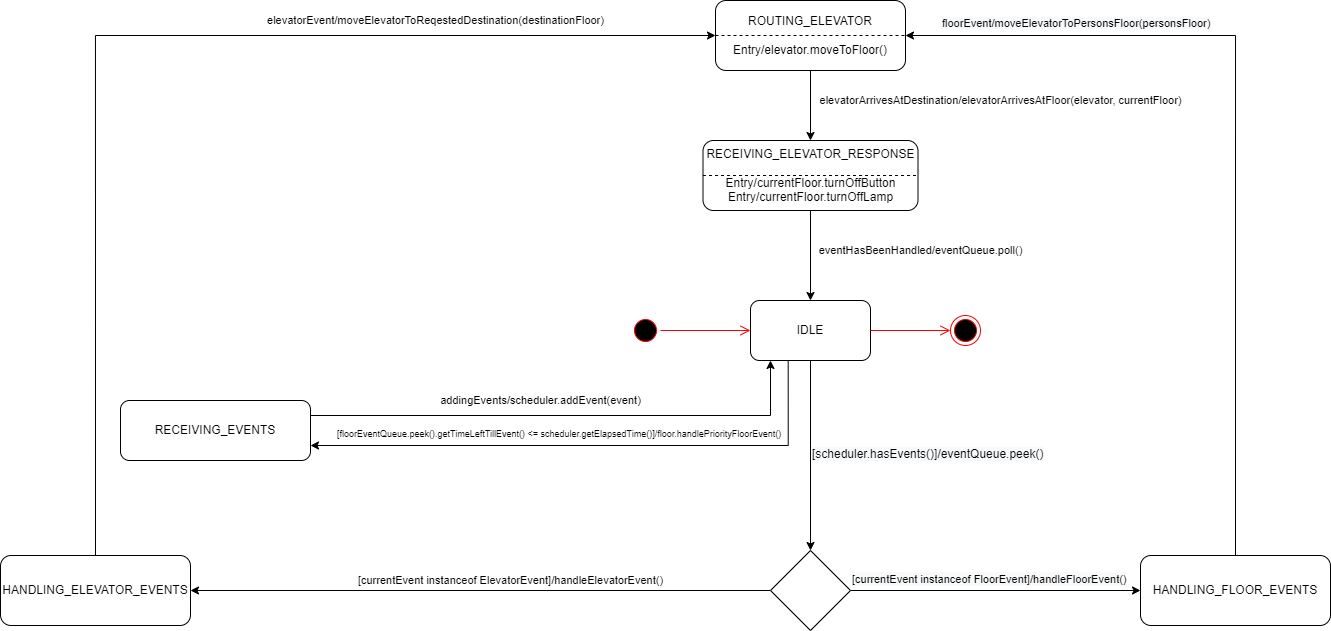 elevatorEvent/moveElevatorToReqestedDestination(destinationFloor)
ROUTING_ELEVATOR
Entry/elevator.moveToFloor()
floorEvent/moveElevatorToPersonsFloor(personsFloor)
elevatorArrivesAtDestination/elevatorArrivesAtFloor(elevator, currentFloor)
RECEIVING_ELEVATOR_RESPONSE
Entry/currentFloor.turnOffButton
Entry/currentFloor.turnOffLamp
eventHasBeenHandled/eventQueue.poll()
IDLE
addingEvents/scheduler.addEvent(event)
RECEIVING_EVENTS
[floorEventQueue.peek().getTimeLeftTillEvent() <= scheduler.getElapsedTime()]/floor.handlePriorityFloorEvent()
[scheduler.hasEvents()]/eventQueue.peek()
HANDLING_ELEVATOR_EVENTS
[currentEvent instanceof ElevatorEvent]/handleElevatorEvent()
[currentEvent instanceof FloorEvent]/handleFloorEvent()
HANDLING_FLOOR_EVENTS